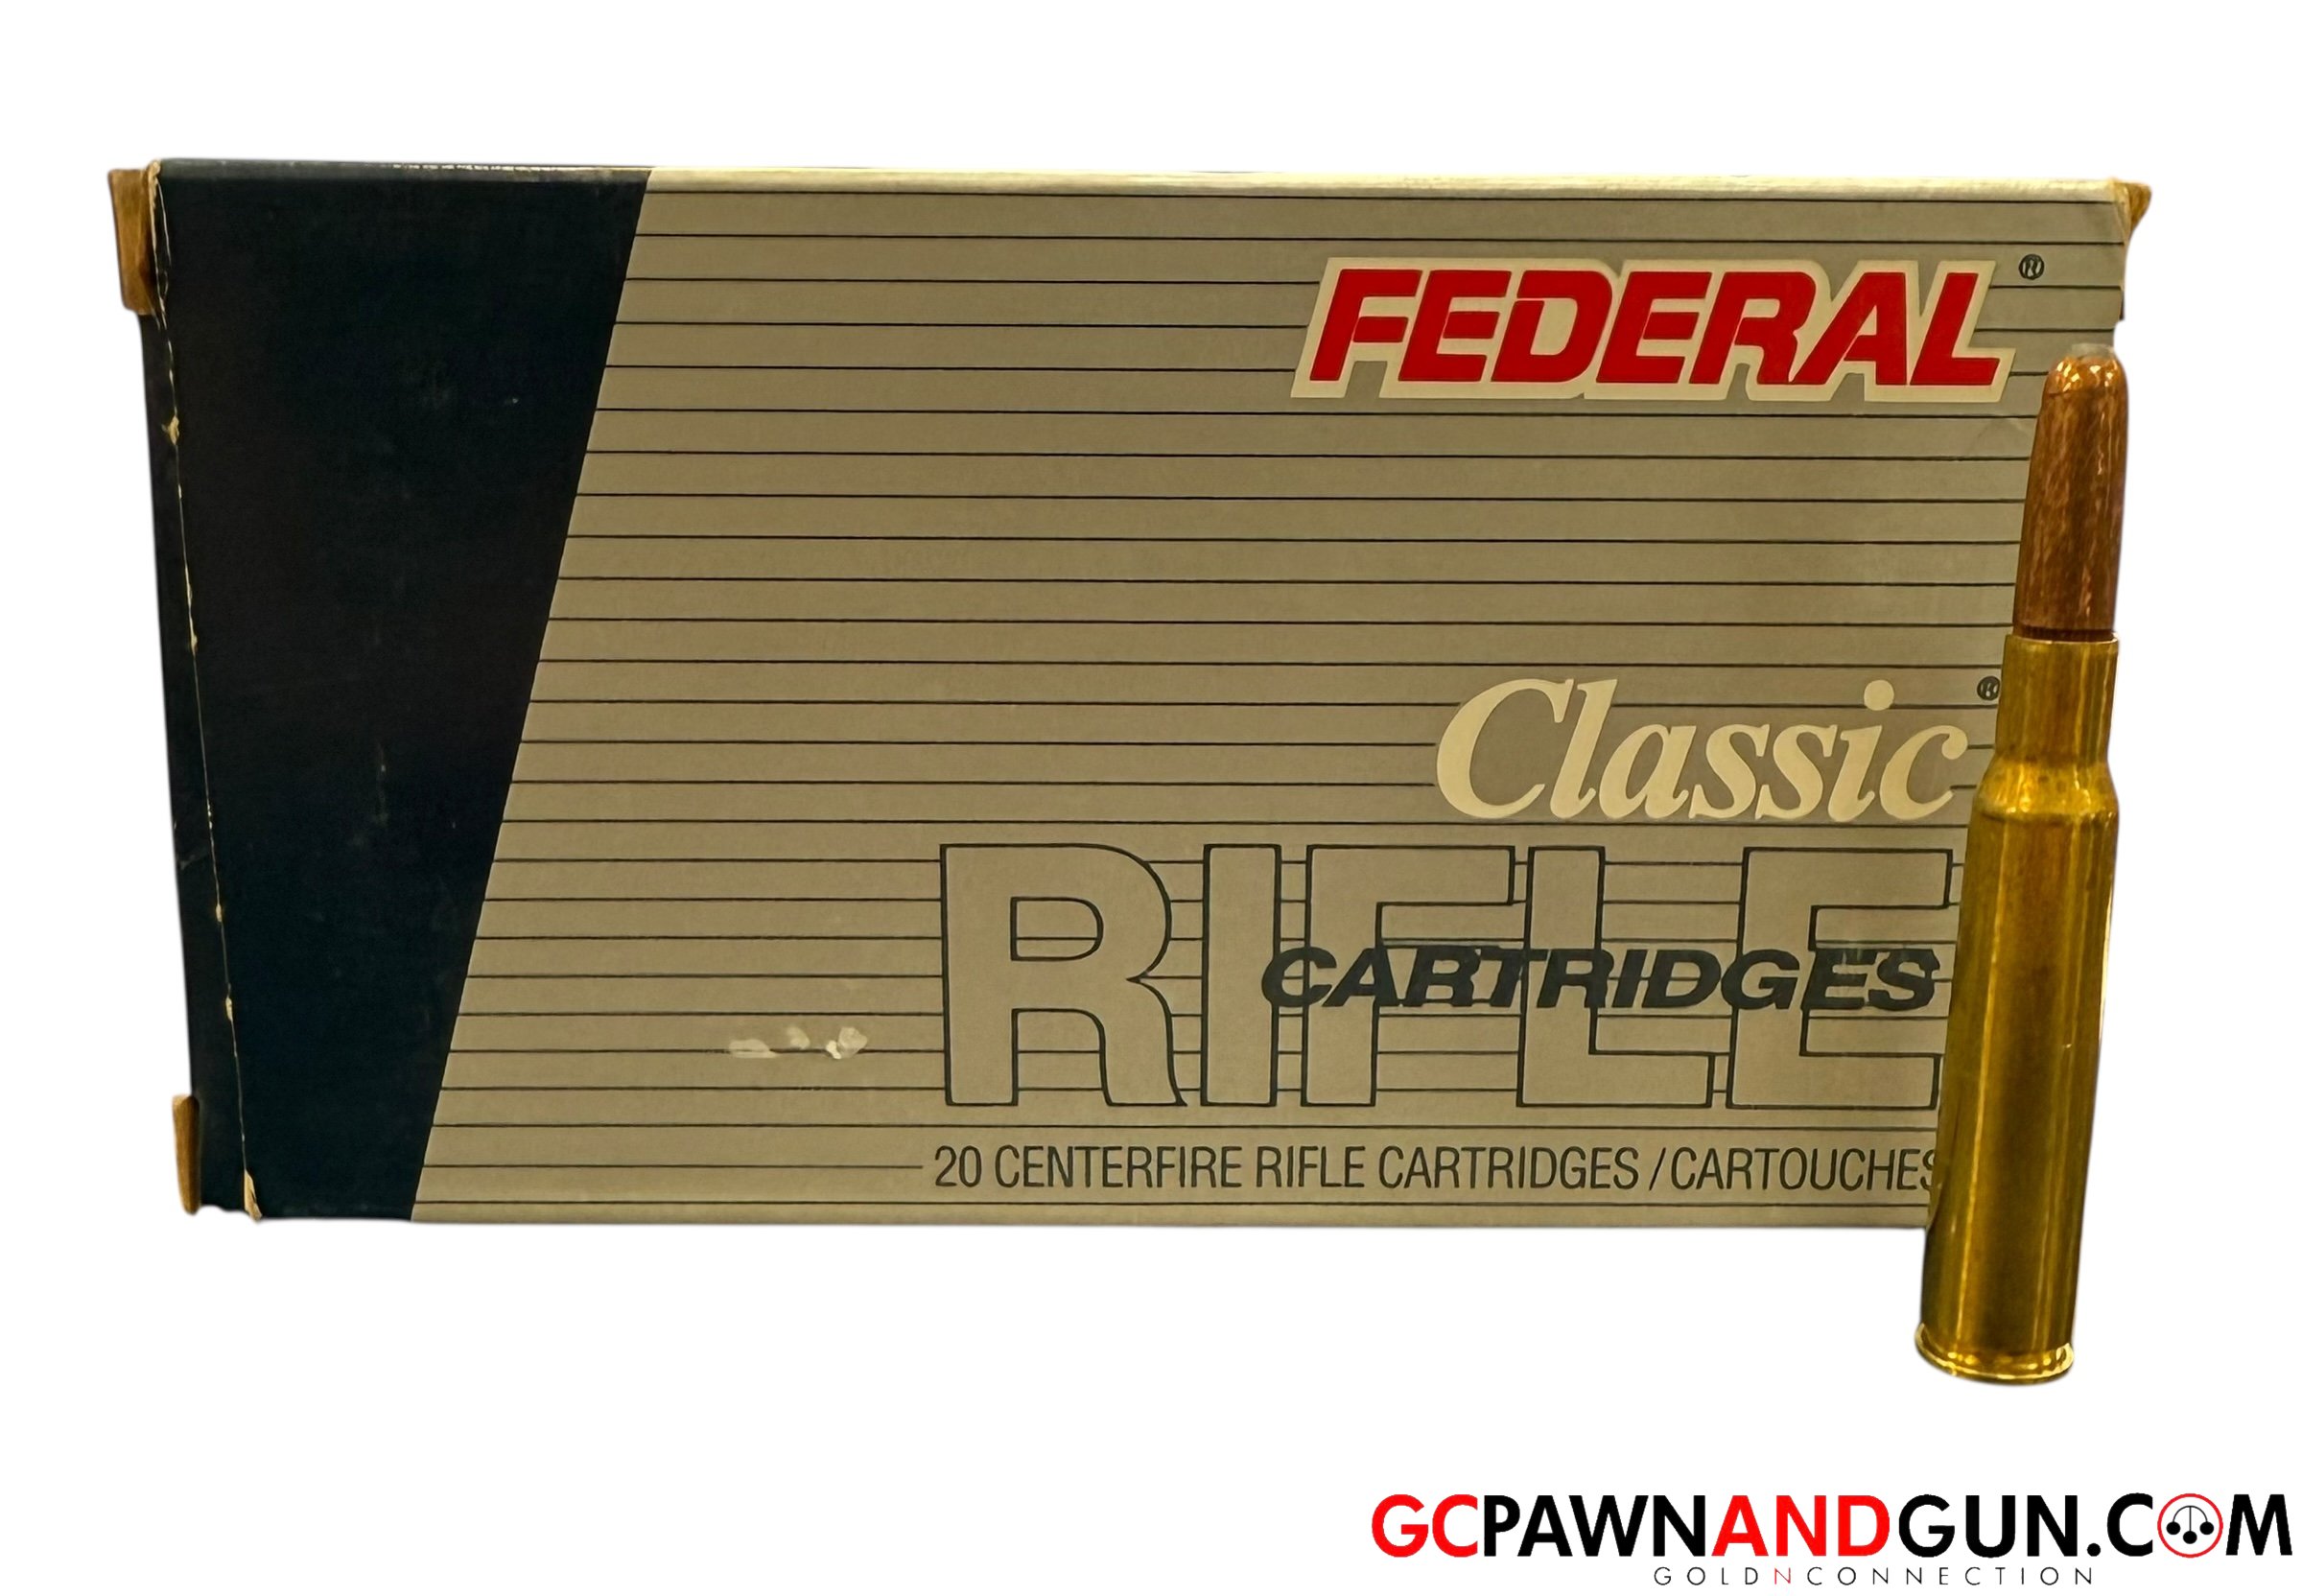 FEDERAL®
Classic®
RIFLE
CARTRIDGES
20 CENTERFIRE RIFLE CARTRIDGES / CARTOUCHES
GCPAWNANDGUN.COM
GOLDNCONNECTION